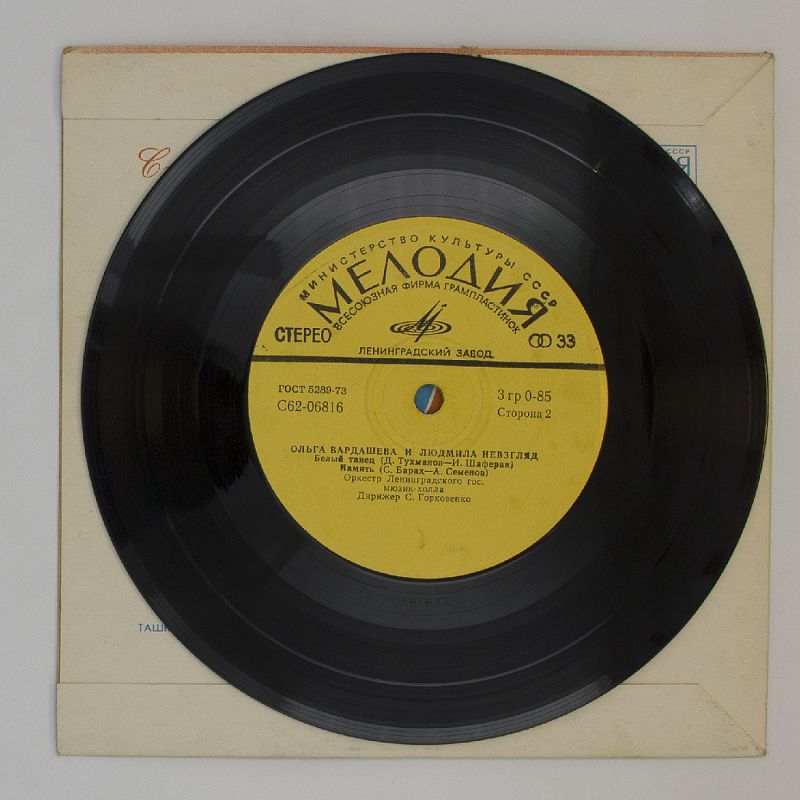 МИНИСТЕРСТВО КУЛЬТУРЫ СССР
МЕЛОДИЯ
ВСЕСОЮЗНАЯ ФИРМА ГРАМПЛАСТИНОК
СТЕРЕО
33
ЛЕНИНГРАДСКИЙ ЗАВОД
ГОСТ 5289-73
3 гр 0-85
С62-06816
Сторона 2
ОЛЬГА ВАРДАШЕВА И ЛЮДМИЛА НЕВЗГЛЯД
Белый танец (Д. Тухманов—И. Шаферан)
Память (С. Барах—А. Семенов)
Оркестр Ленинградского гос.
мюзик-холла
Дирижер С. Горковенко
СССР